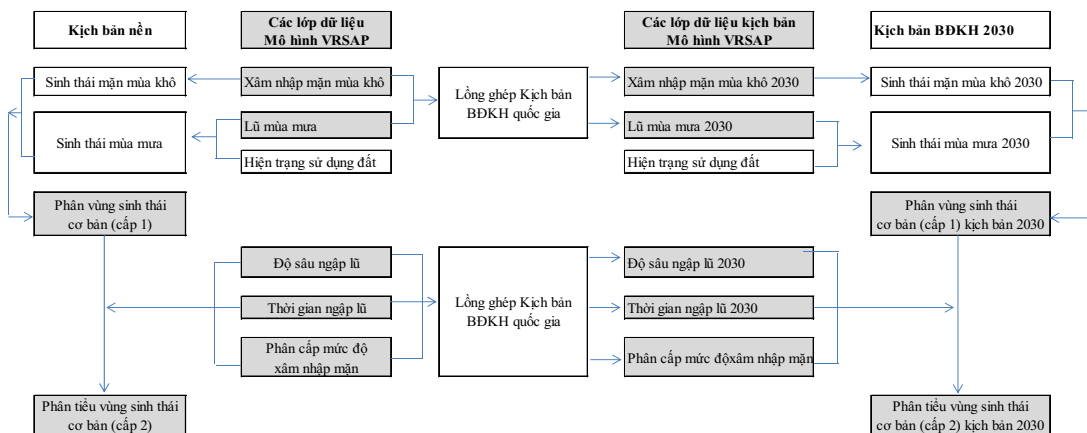 Kịch bản nền
Các lớp dữ liệu
Mô hình VRSAP
Các lớp dữ liệu kịch bản
Mô hình VRSAP
Kịch bản BĐKH 2030
Sinh thái mặn mùa khô
Xâm nhập mặn mùa khô
Lồng ghép Kịch bản
BĐKH quốc gia
Xâm nhập mặn mùa khô 2030
Sinh thái mặn mùa khô 2030
Sinh thái mùa mưa
Lũ mùa mưa
Hiện trạng sử dụng đất
Lũ mùa mưa 2030
Hiện trạng sử dụng đất
Sinh thái mùa mưa 2030
Phân vùng sinh thái
cơ bản (cấp 1)
Phân vùng sinh thái
cơ bản (cấp 1) kịch bản 2030
Độ sâu ngập lũ
Thời gian ngập lũ
Phân cấp mức độ
xâm nhập mặn
Lồng ghép Kịch bản
BĐKH quốc gia
Độ sâu ngập lũ 2030
Thời gian ngập lũ 2030
Phân cấp mức độxâm nhập mặn
Phân tiểu vùng sinh thái
cơ bản (cấp 2)
Phân tiểu vùng sinh thái
cơ bản (cấp 2) kịch bản 2030